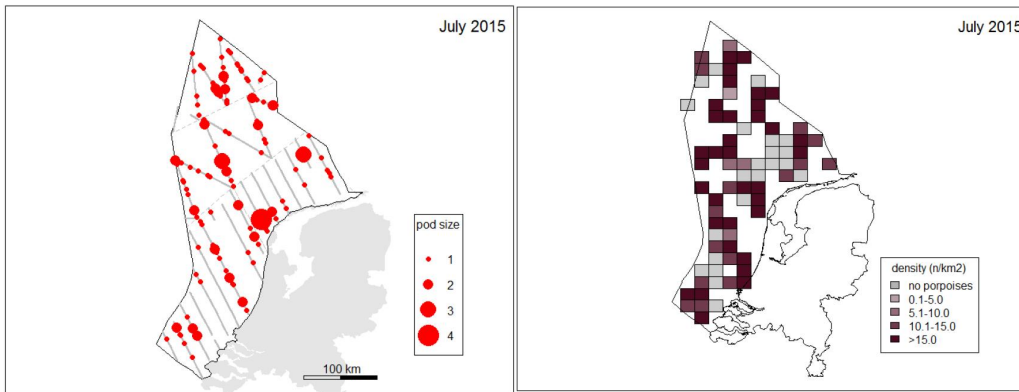 July 2015
pod size
1
2
3
4
100 km
July 2015
density (n/km2)
no porpoises
0.1-5.0
5.1-10.0
10.1-15.0
>15.0